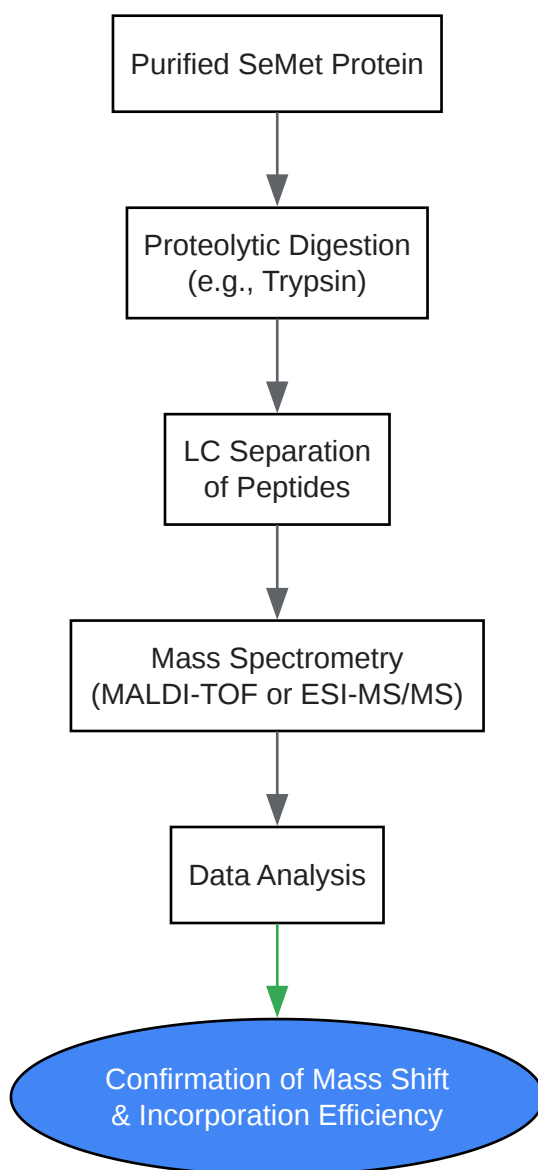 Purified SeMet Protein
Proteolytic Digestion
(e.g., Trypsin)
LC Separation
of Peptides
Mass Spectrometry
(MALDI-TOF or ESI-MS/MS)
Data Analysis
Confirmation of Mass Shift
& Incorporation Efficiency